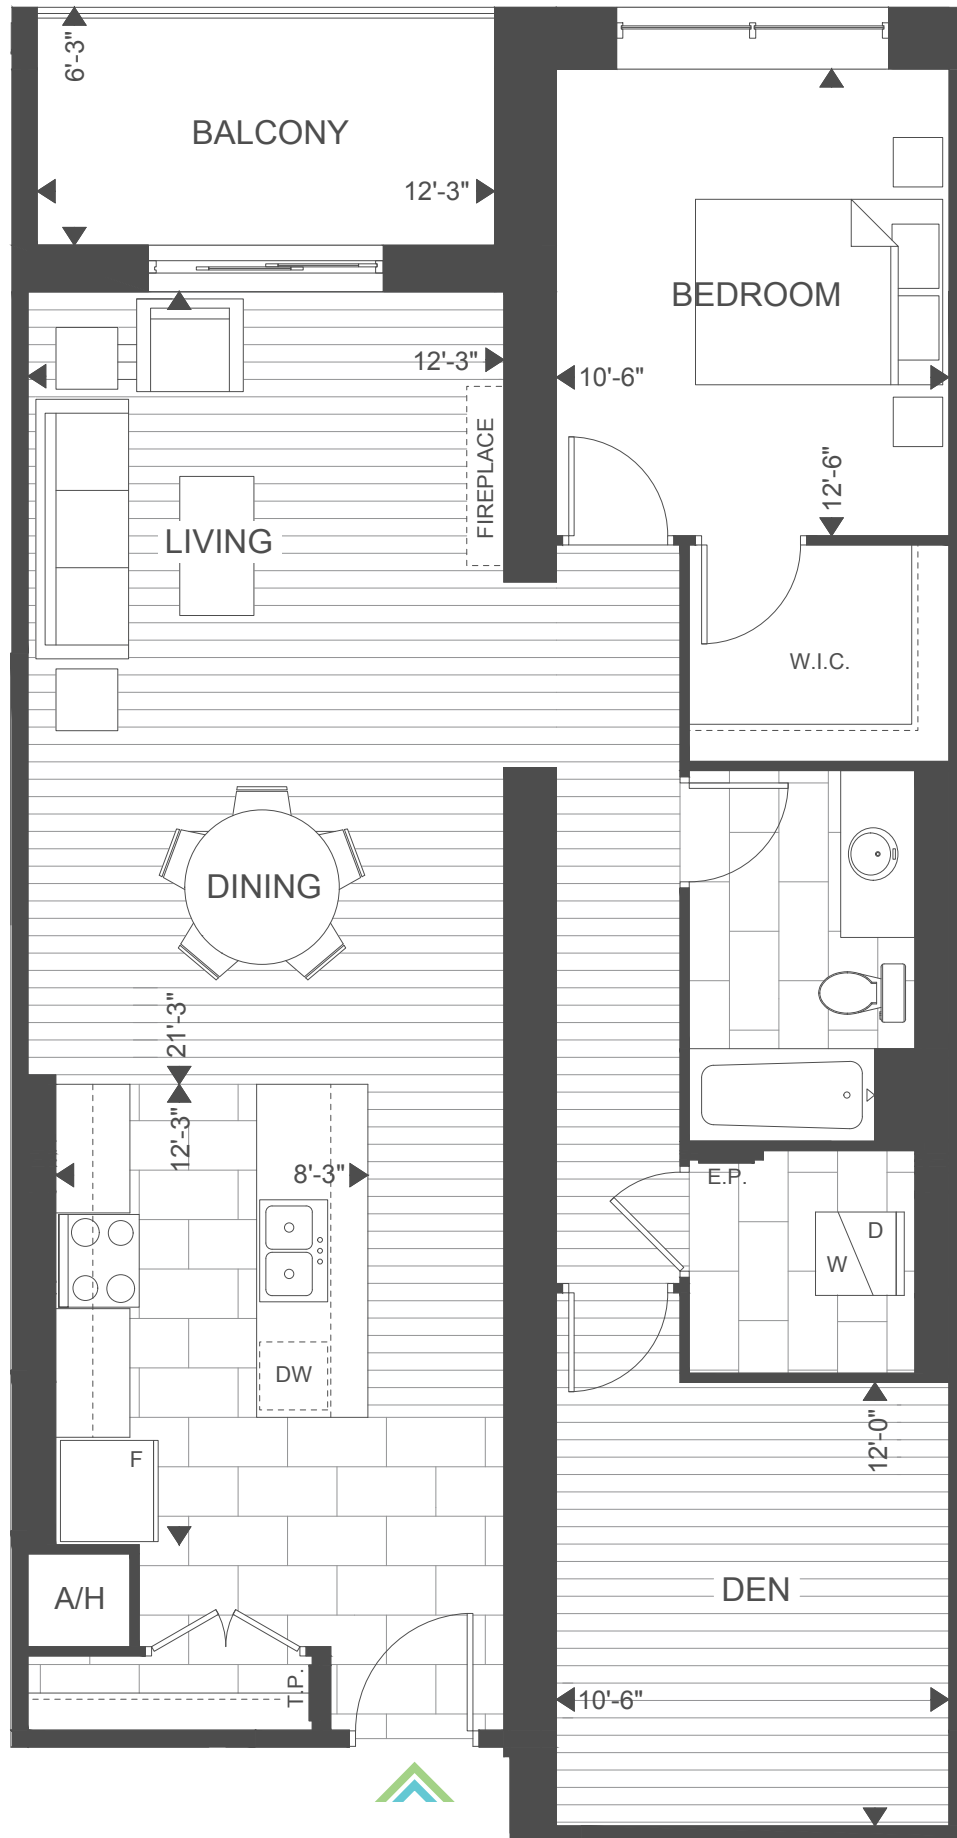 6'-3"
BALCONY
12'-3"
BEDROOM
12'-3"
10'-6"
FIREPLACE
12'-6"
LIVING
W.I.C.
DINING
21'-3"
12'-3"
8'-3"
E.P.
D
W
DW
12'-0"
F
A/H
DEN
T.P.
10'-6"